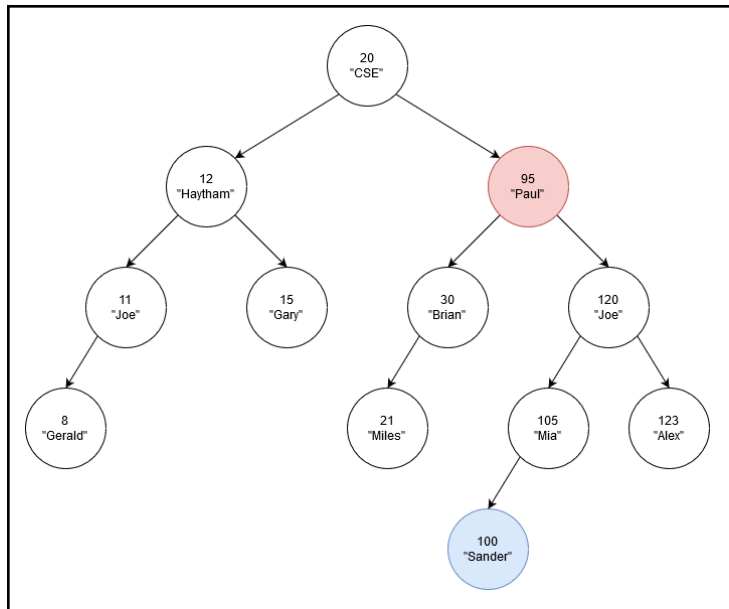 20
"CSE"
12
"Haytham"
95
"Paul"
11
"Joe"
15
"Gary"
30
"Brian"
120
"Joe"
8
"Gerald"
21
"Miles"
105
"Mia"
123
"Alex"
100
"Sander"